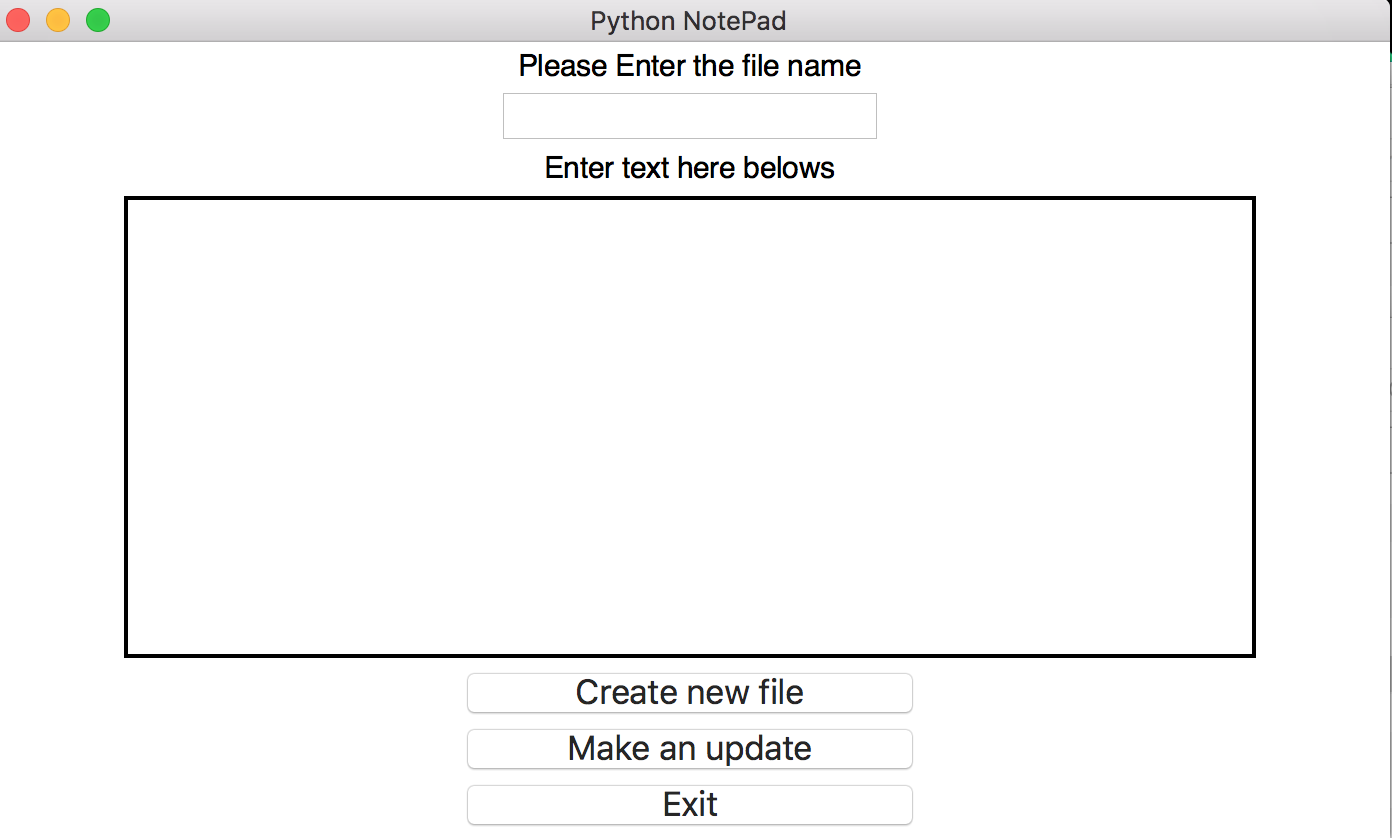 Python NotePad
Please Enter the file name
Enter text here belows
Create new file
Make an update
Exit